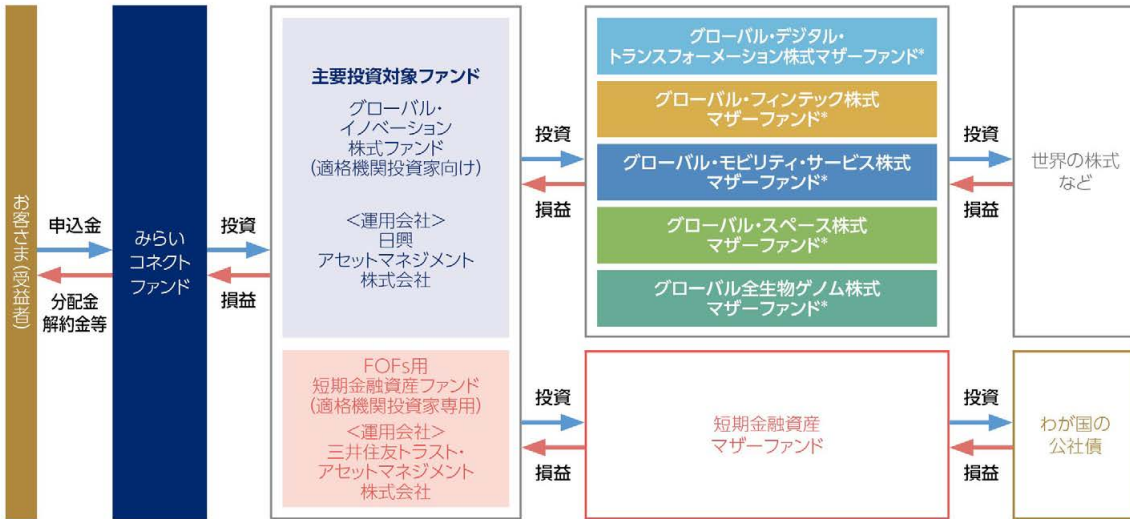 お客さま(受益者)
申込金
分配金
解約金等
みらい
コネクト
ファンド
投資
損益
主要投資対象ファンド
グローバル・
イノベーション
株式ファンド
(適格機関投資家向け)
<運用会社>
日興
アセットマネジメント
株式会社
投資
損益
グローバル・デジタル・
トランスフォーメーション株式マザーファンド*
グローバル・フィンテック株式
マザーファンド*
グローバル・モビリティ・サービス株式
マザーファンド*
グローバル・スペース株式
マザーファンド*
グローバル全生物ゲノム株式
マザーファンド*
投資
損益
世界の株式
など
FOFs用
短期金融資産ファンド
(適格機関投資家専用)
<運用会社>
三井住友トラスト・
アセットマネジメント
株式会社
投資
損益
短期金融資産
マザーファンド
投資
損益
わが国の
公社債